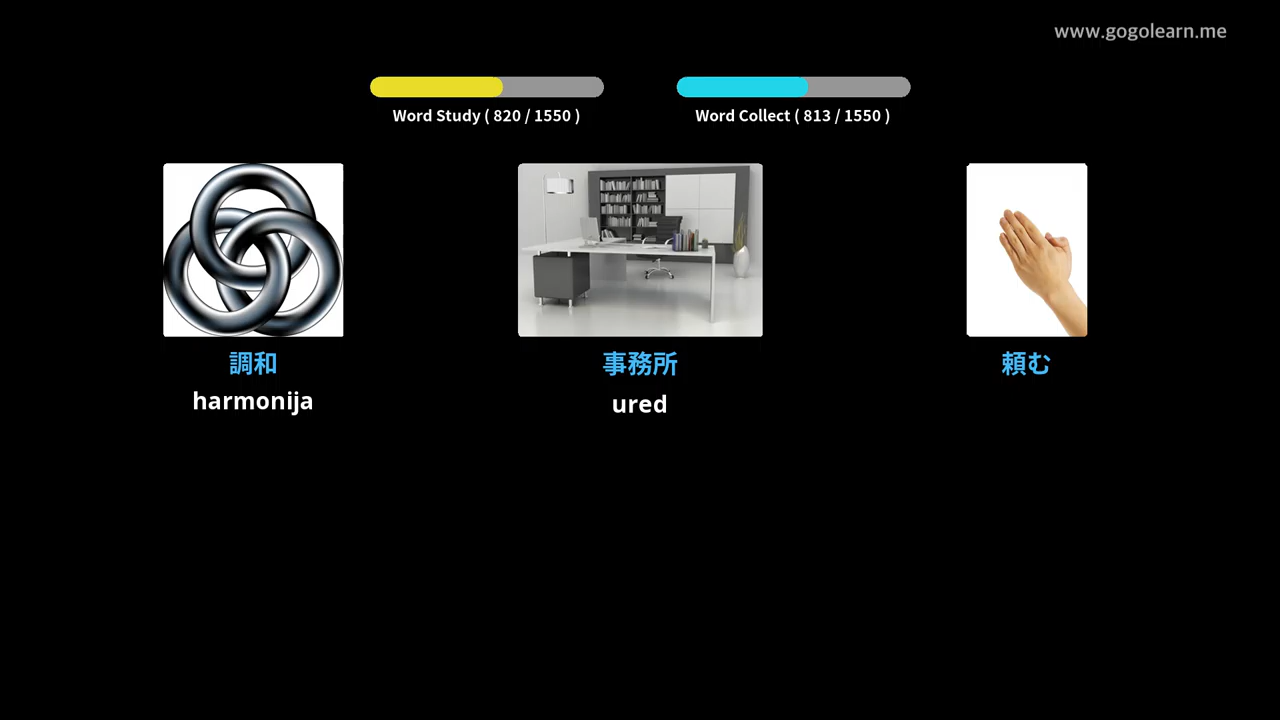 www.gogolearn.me
Word Study ( 820 / 1550 )
Word Collect ( 813 / 1550 )
調和
事務所
頼む
harmonija
ured